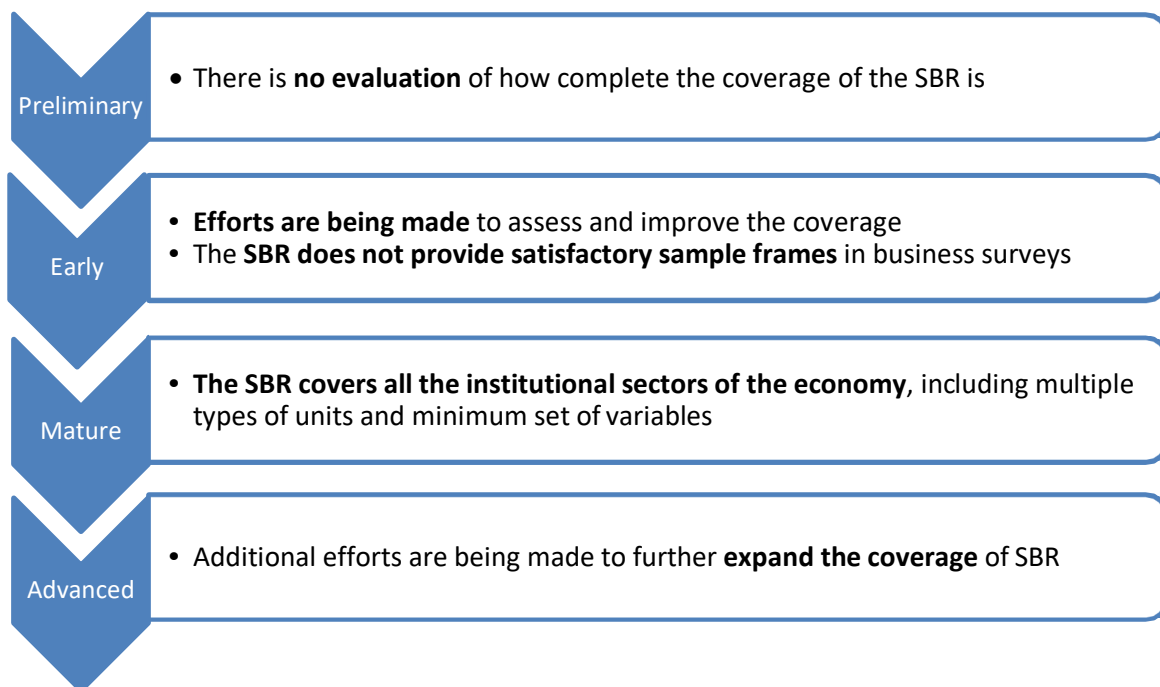 Preliminary
• There is no evaluation of how complete the coverage of the SBR is
Early
• Efforts are being made to assess and improve the coverage
• The SBR does not provide satisfactory sample frames in business surveys
Mature
• The SBR covers all the institutional sectors of the economy, including multiple
types of units and minimum set of variables
Advanced
• Additional efforts are being made to further expand the coverage of SBR